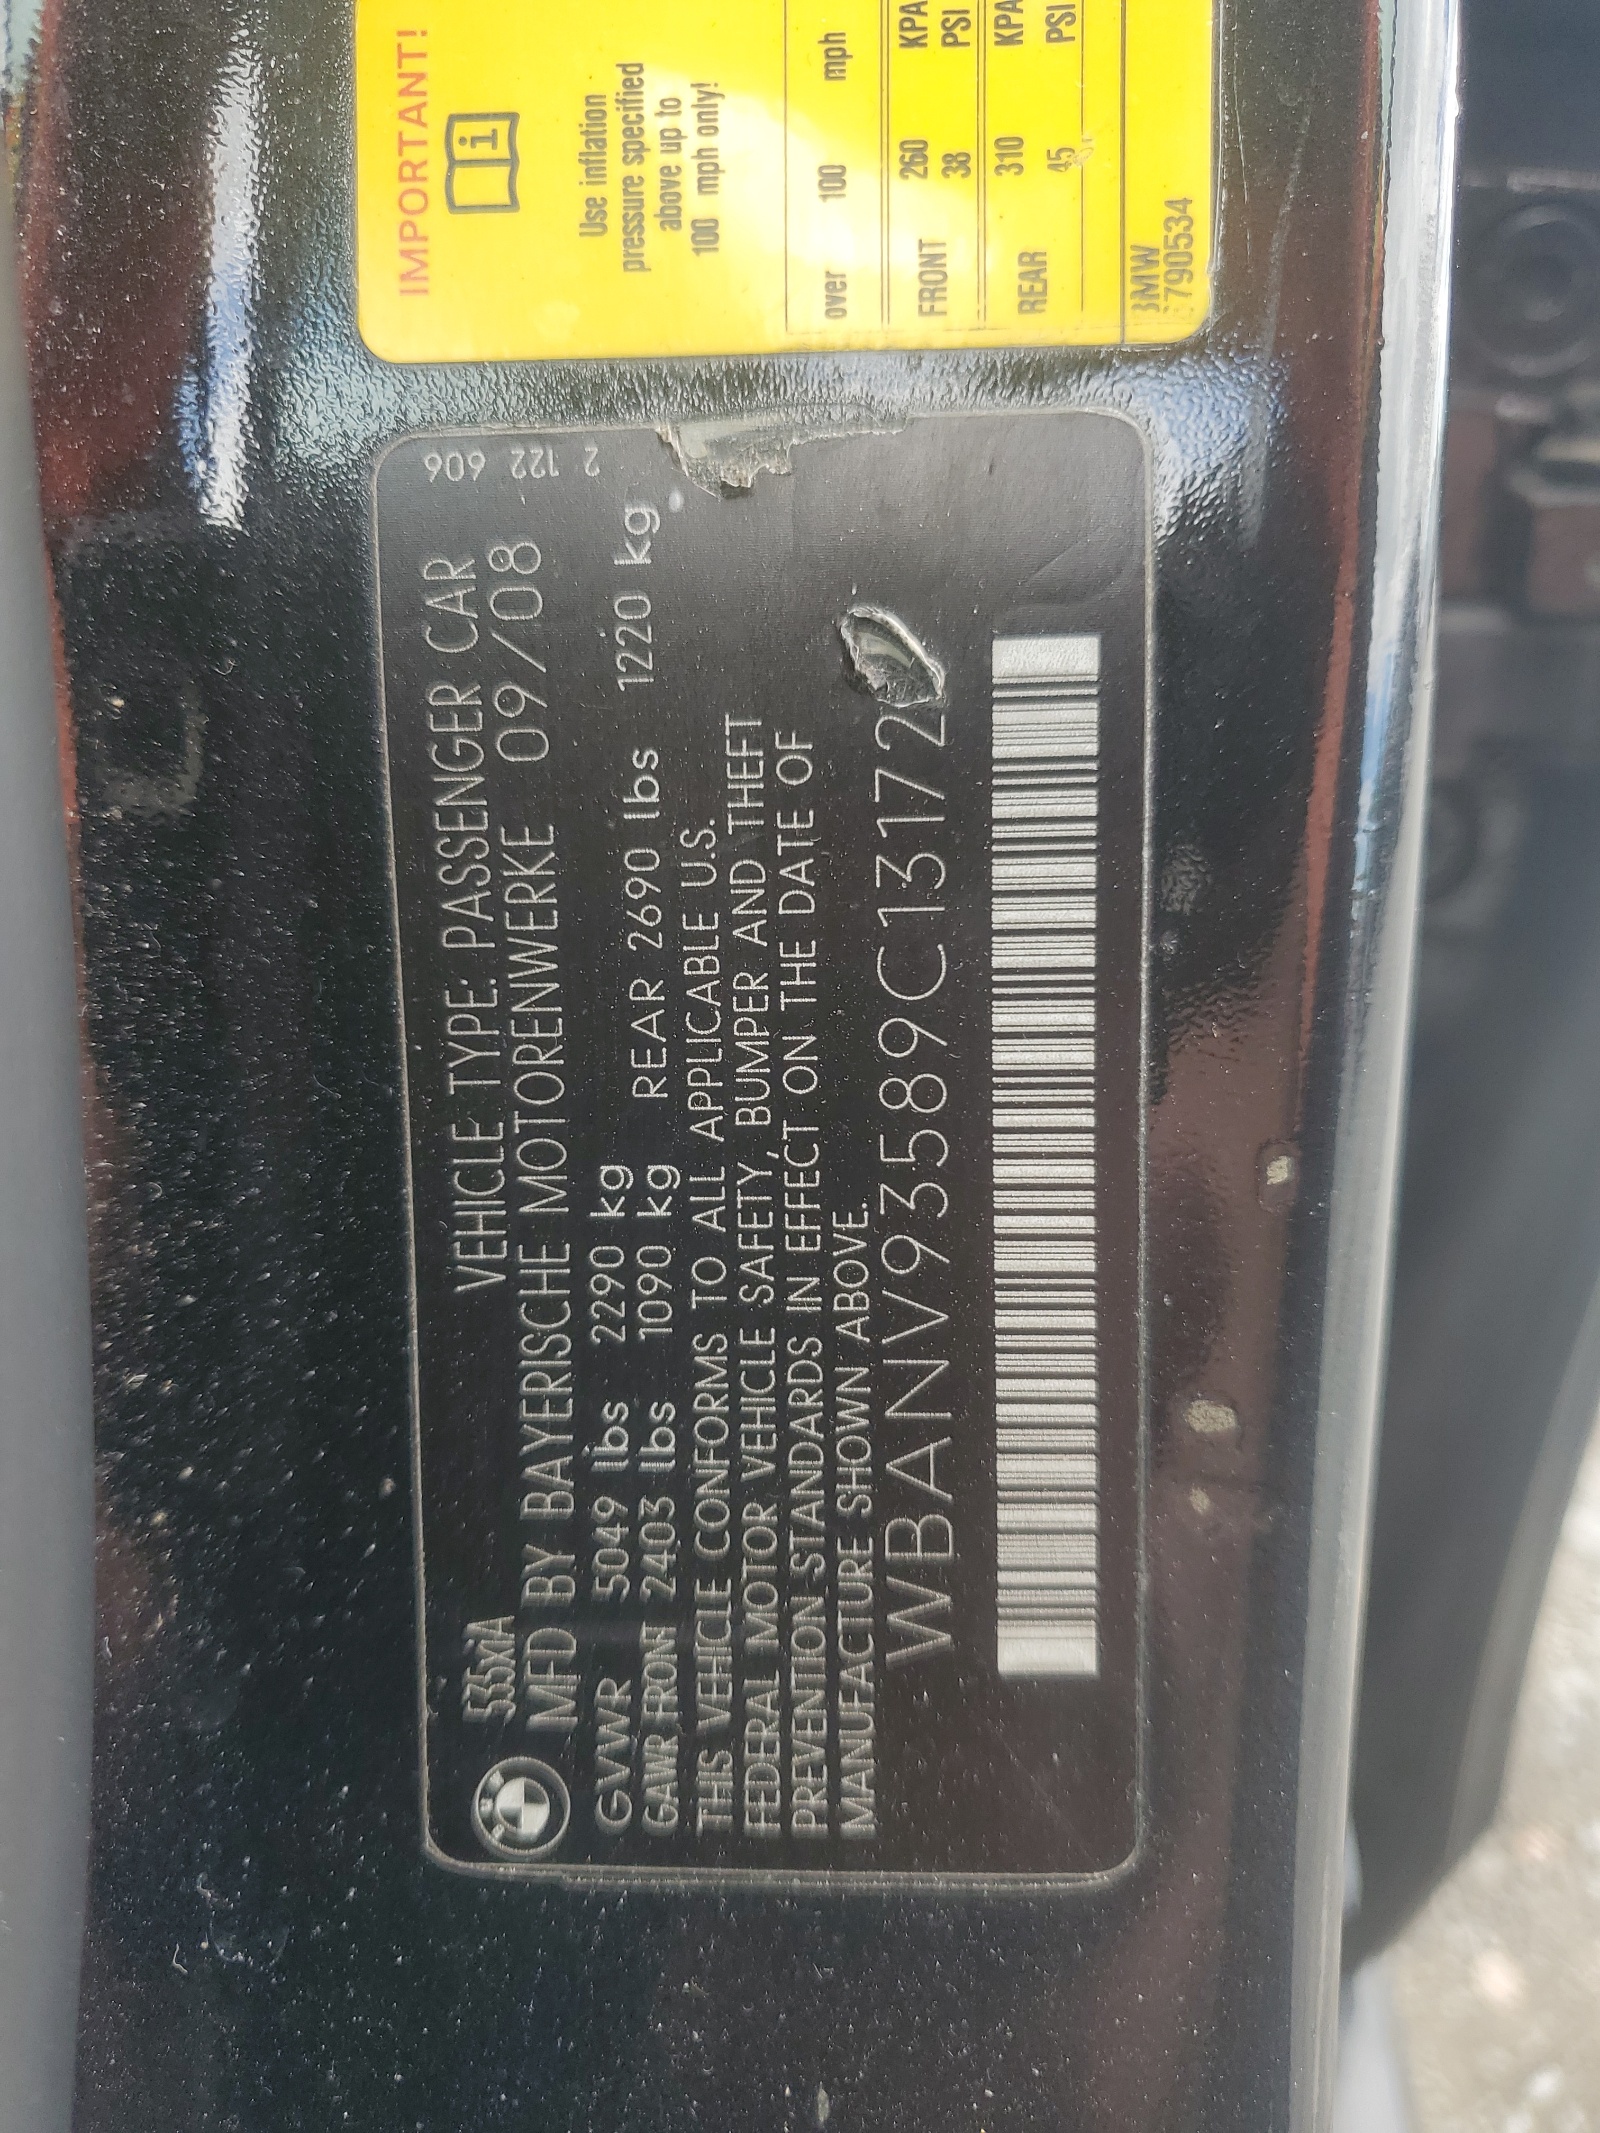 535xiA
VEHICLE TYPE: PASSENGER CAR
MFD BY BAYERISCHE MOTORENWERKE 09/08
GVWR 5049 lbs 2290 kg
GAWR FRONT 2403 lbs 1090 kg REAR 2690 lbs 1220 kg
THIS VEHICLE CONFORMS TO ALL APPLICABLE U.S.
FEDERAL MOTOR VEHICLE SAFETY, BUMPER AND THEFT
PREVENTION STANDARDS IN EFFECT ON THE DATE OF
MANUFACTURE SHOWN ABOVE.
WBANV93589C13172
2 122 606
IMPORTANT!
Use inflation
pressure specified
above up to
100 mph only!
over 100 mph
FRONT 260 KPA
38 PSI
REAR 310 KPA
45 PSI
BMW
790534